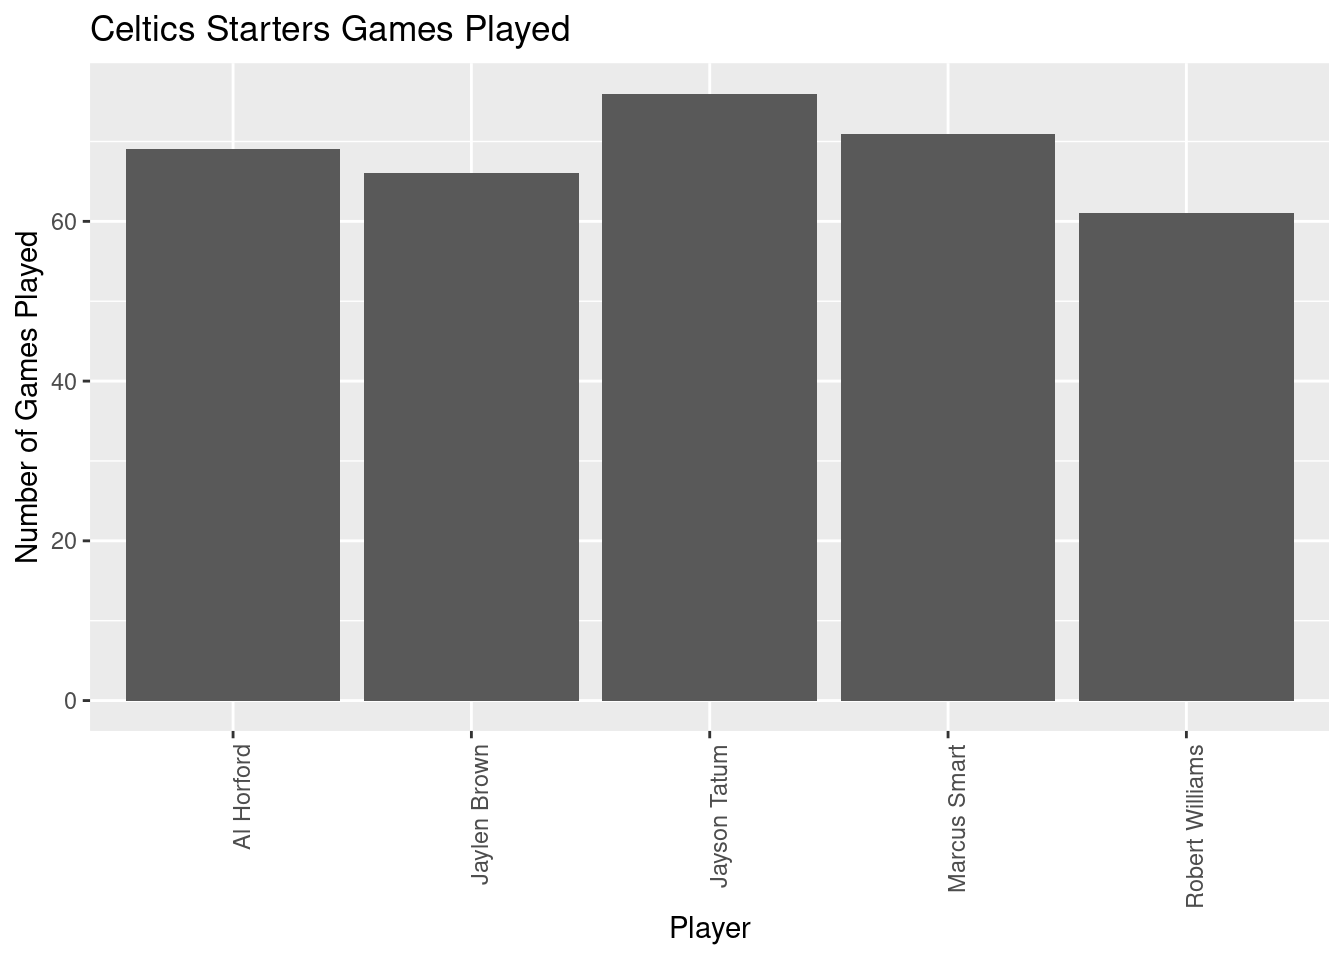 Celtics Starters Games Played
Number of Games Played
60
40
20
0
Al Horford
Jaylen Brown
Jayson Tatum
Marcus Smart
Robert Williams
Player